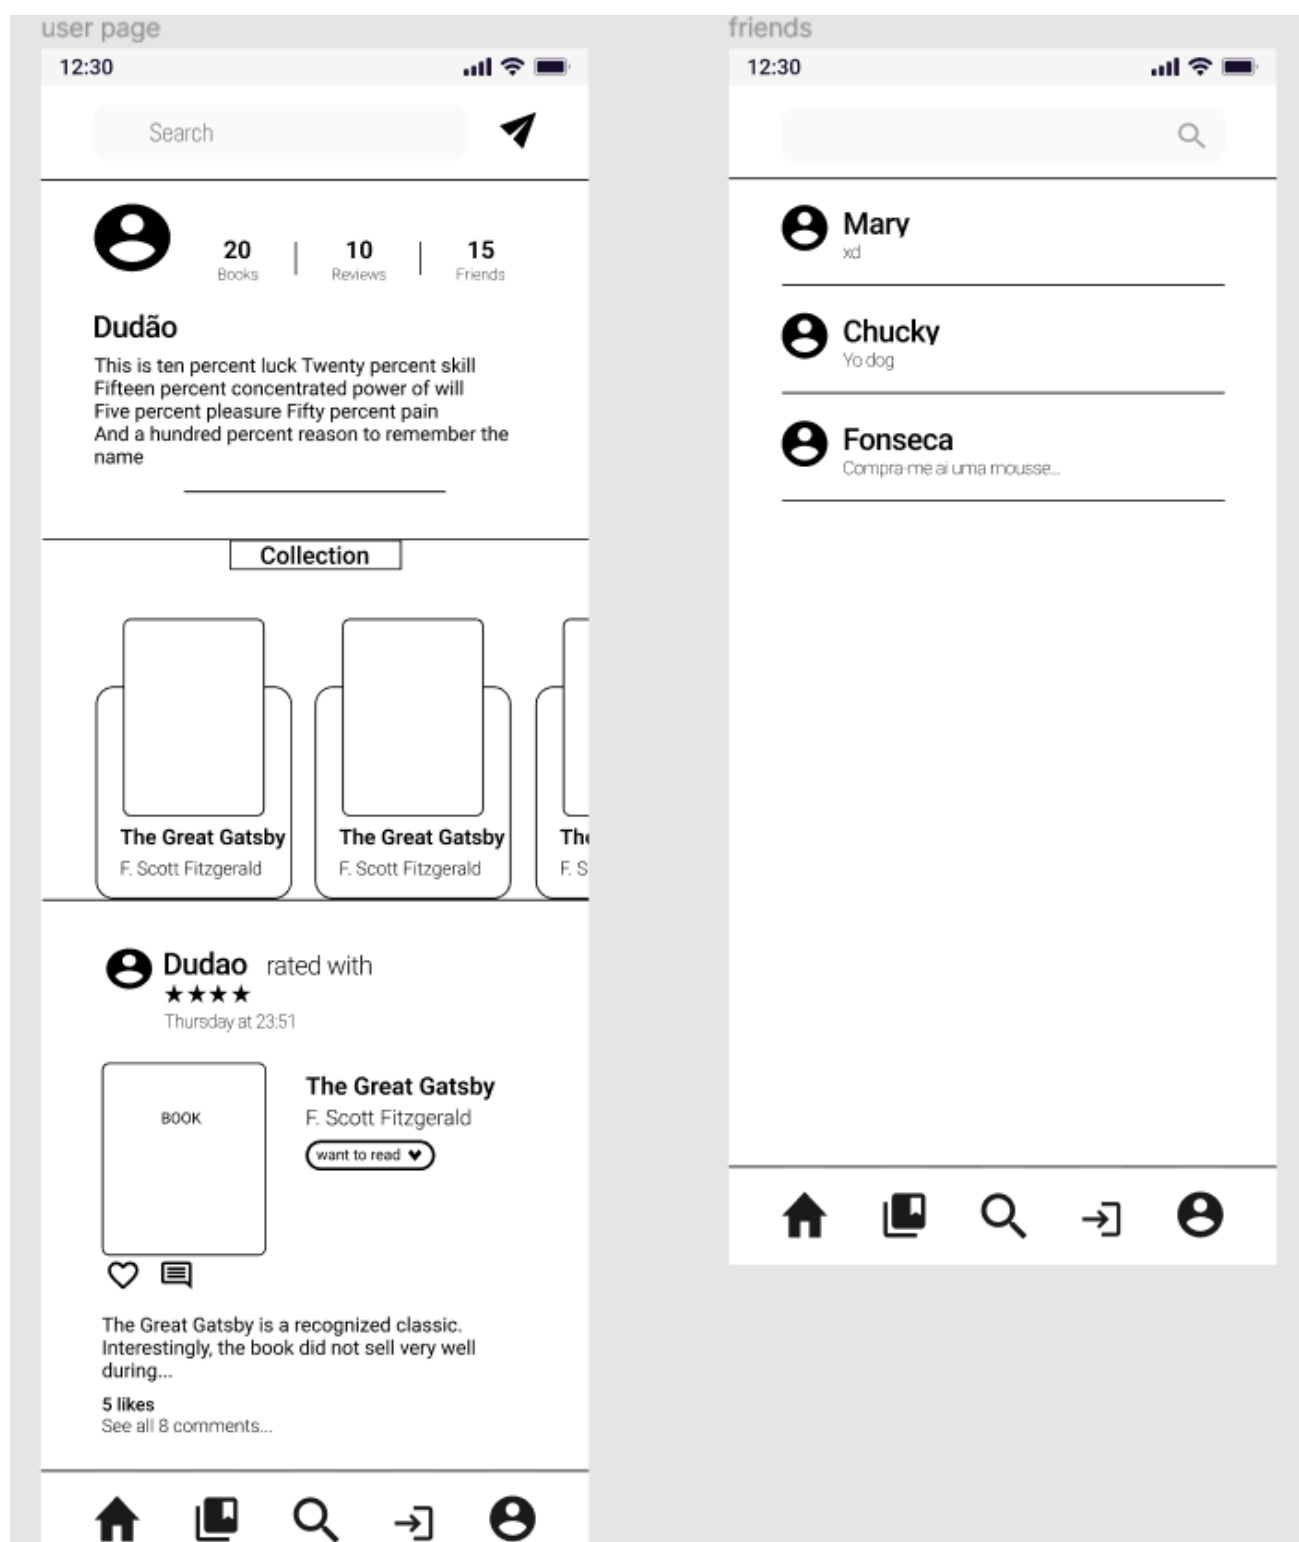 user page
12:30
Search
20
Books
10
Reviews
15
Friends
Dudão
This is ten percent luck Twenty percent skill
Fifteen percent concentrated power of will
Five percent pleasure Fifty percent pain
And a hundred percent reason to remember the
name
Collection
The Great Gatsby
F. Scott Fitzgerald
The Great Gatsby
F. Scott Fitzgerald
The
F. S
Dudao rated with
★★★★
Thursday at 23:51
BOOK
The Great Gatsby
F. Scott Fitzgerald
want to read
The Great Gatsby is a recognized classic.
Interestingly, the book did not sell very well
during...
5 likes
See all 8 comments...
friends
12:30
Mary
xd
Chucky
Yo dog
Fonseca
Compra-me ai uma mousse...